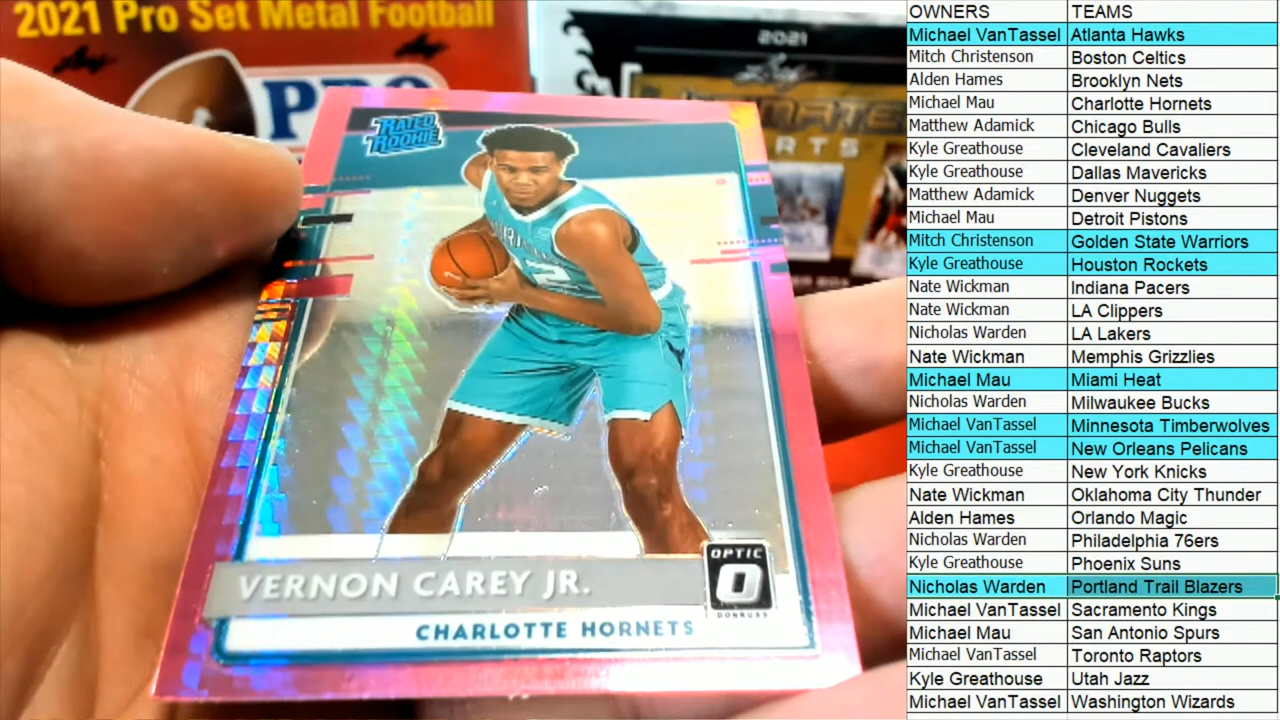 2021 Pro Set Metal Football
PRO
2021
Leaf
RATED
ROOKIE
2
OPTIC
O
DONRUSS
VERNON CAREY JR.
CHARLOTTE HORNETS
OWNERS TEAMS
Michael VanTassel Atlanta Hawks
Mitch Christenson Boston Celtics
Alden Hames Brooklyn Nets
Michael Mau Charlotte Hornets
Matthew Adamick Chicago Bulls
Kyle Greathouse Cleveland Cavaliers
Kyle Greathouse Dallas Mavericks
Matthew Adamick Denver Nuggets
Michael Mau Detroit Pistons
Mitch Christenson Golden State Warriors
Kyle Greathouse Houston Rockets
Nate Wickman Indiana Pacers
Nate Wickman LA Clippers
Nicholas Warden LA Lakers
Nate Wickman Memphis Grizzlies
Michael Mau Miami Heat
Nicholas Warden Milwaukee Bucks
Michael VanTassel Minnesota Timberwolves
Michael VanTassel New Orleans Pelicans
Kyle Greathouse New York Knicks
Nate Wickman Oklahoma City Thunder
Alden Hames Orlando Magic
Nicholas Warden Philadelphia 76ers
Kyle Greathouse Phoenix Suns
Nicholas Warden Portland Trail Blazers
Michael VanTassel Sacramento Kings
Michael Mau San Antonio Spurs
Michael VanTassel Toronto Raptors
Kyle Greathouse Utah Jazz
Michael VanTassel Washington Wizards